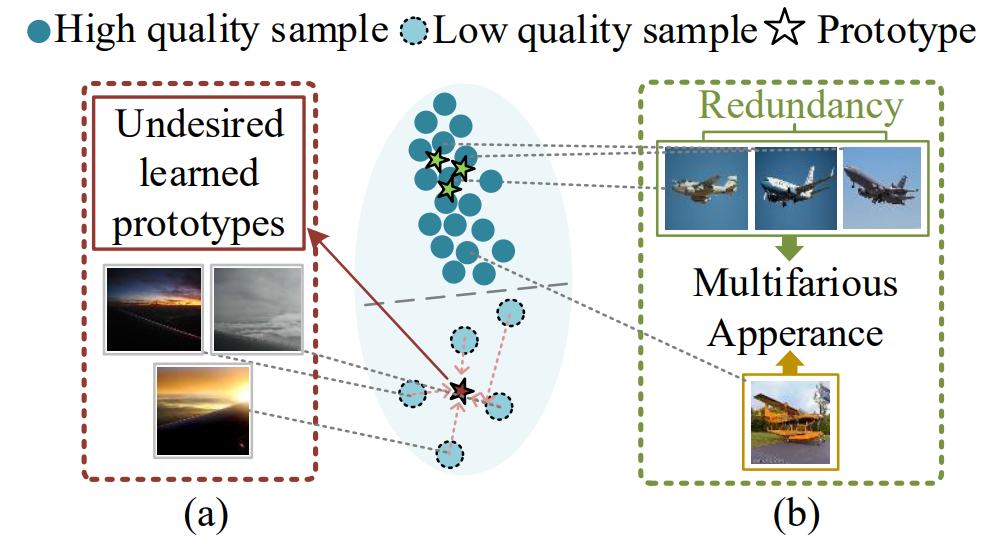 High quality sample Low quality sample Prototype
Undesired
learned
prototypes
Redundancy
Multifarious
Apperance
(a)
(b)